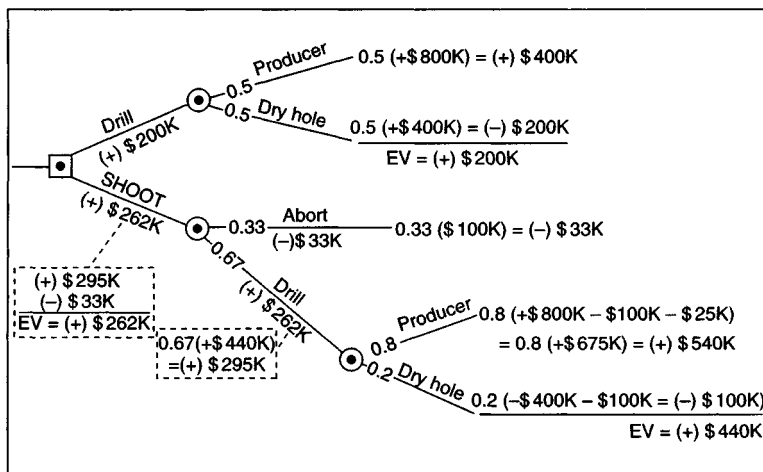 Producer
0.5 (+$800K) = (+) $400K
0.5
Dry hole
0.5
0.5 (+$400K) = (–) $200K
EV = (+) $200K
Drill
(+) $200K
SHOOT
(+) $262K
0.33
Abort
(–)$33K
0.33 ($100K) = (–) $33K
0.67
Drill
(+) $262K
(+) $295K
(–) $33K
EV = (+) $262K
0.67(+$440K)
=(+) $295K
Producer
0.8
0.8 (+$800K – $100K – $25K)
= 0.8 (+$675K) = (+) $540K
0.2
Dry hole
0.2 (–$400K – $100K = (–) $100K)
EV = (+) $440K